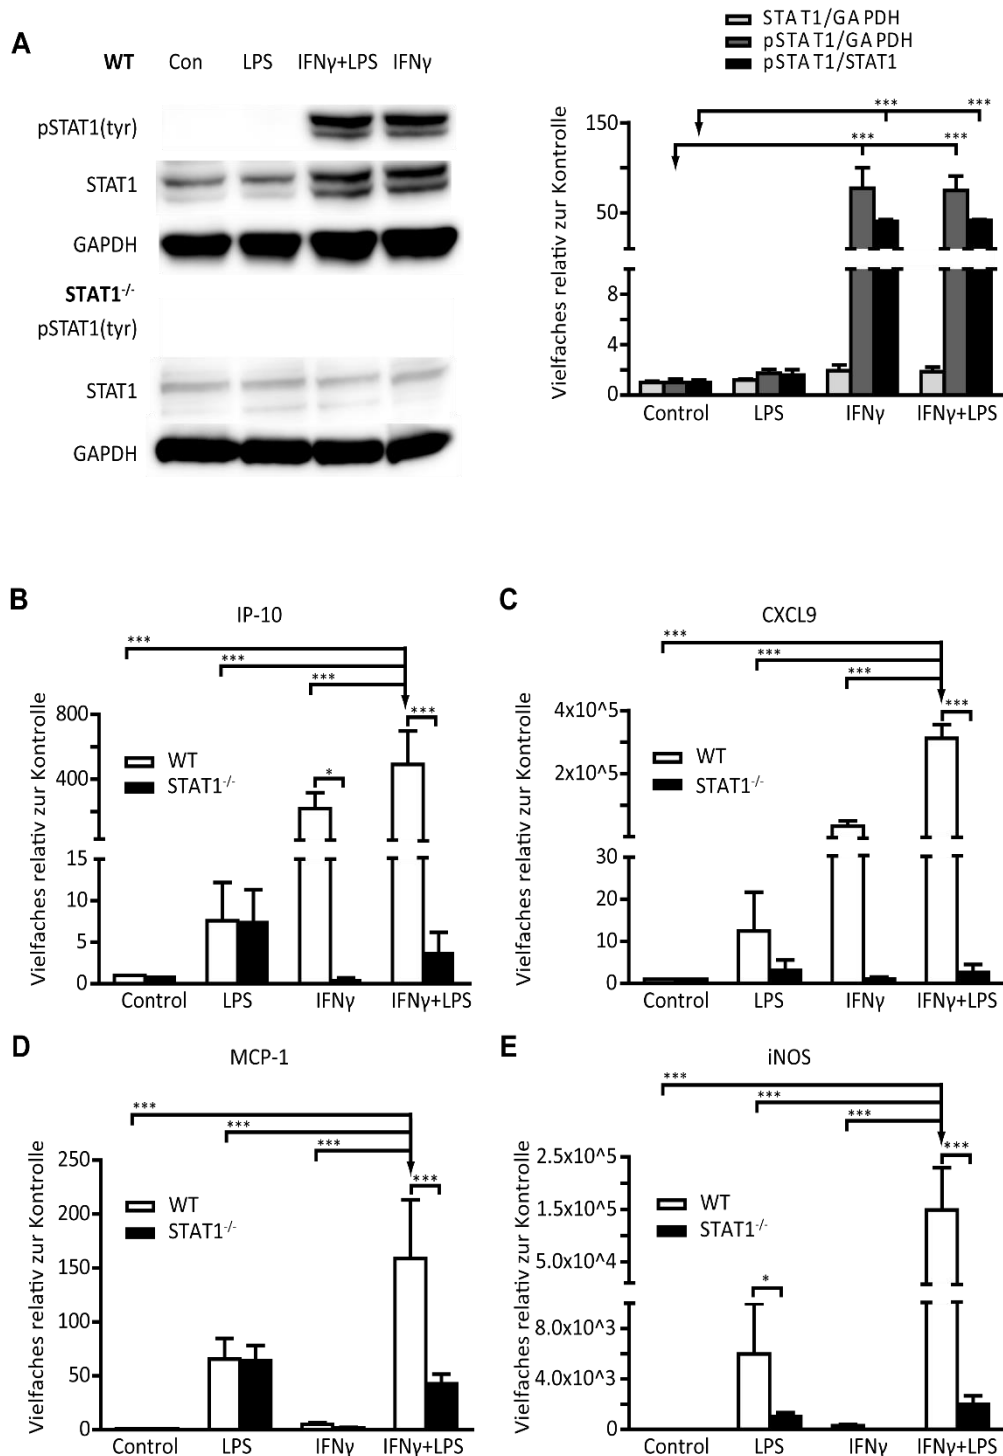 A
WT Con LPS IFNγ+LPS IFNγ
pSTAT1(tyr)
STAT1
GAPDH
STAT1-/-
pSTAT1(tyr)
STAT1
GAPDH
STAT1/GAPDH
pSTAT1/GAPDH
pSTAT1/STAT1
Vielfaches relativ zur Kontrolle
*** ***
*** ***
150
50
8
4
0
Control LPS IFNγ IFNγ+LPS
B
IP-10
***
***
***
***
*
Vielfaches relativ zur Kontrolle
800
400
15
10
5
0
WT
STAT1-/-
Control LPS IFNγ IFNγ+LPS
C
CXCL9
***
***
***
***
Vielfaches relativ zur Kontrolle
4x10^5
2x10^5
30
20
10
0
WT
STAT1-/-
Control LPS IFNγ IFNγ+LPS
D
MCP-1
***
***
***
***
Vielfaches relativ zur Kontrolle
250
200
150
100
50
0
WT
STAT1-/-
Control LPS IFNγ IFNγ+LPS
E
iNOS
***
***
***
***
*
Vielfaches relativ zur Kontrolle
2.5x10^5
1.5x10^5
5.0x10^4
8.0x10^3
4.0x10^3
0
WT
STAT1-/-
Control LPS IFNγ IFNγ+LPS